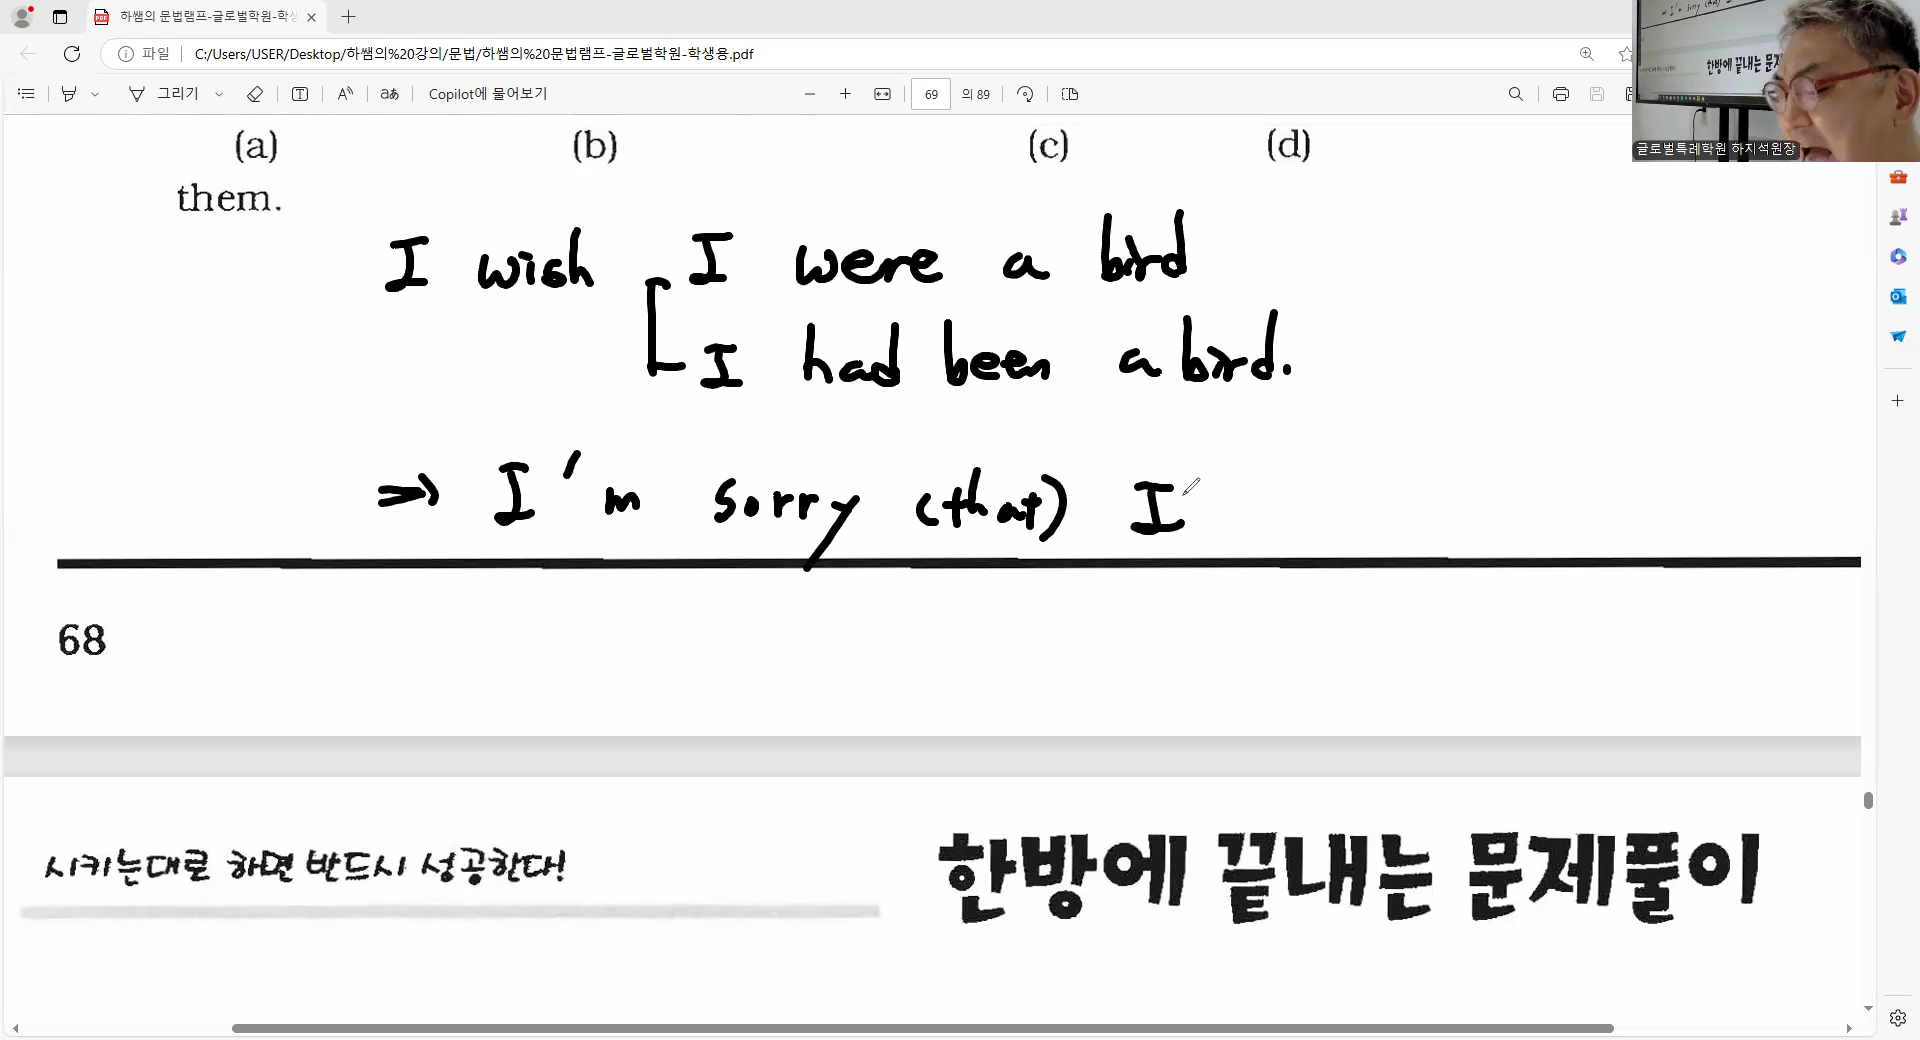 하쌤의 문법램프-글로벌학원-학생
파일 C:/Users/USER/Desktop/하쌤의%20강의/문법/하쌤의%20문법램프-글로벌학원-학생용.pdf
그리기 aあ Copilot에 물어보기 69 의 89
글로벌특례학원 하지석원장
(a) (b) (c) (d)
them.
I wish I were a bird
I had been a bird.
⇒ I'm sorry (that) I
68
시키는대로 하면 반드시 성공한다!
한방에 끝내는 문제풀이